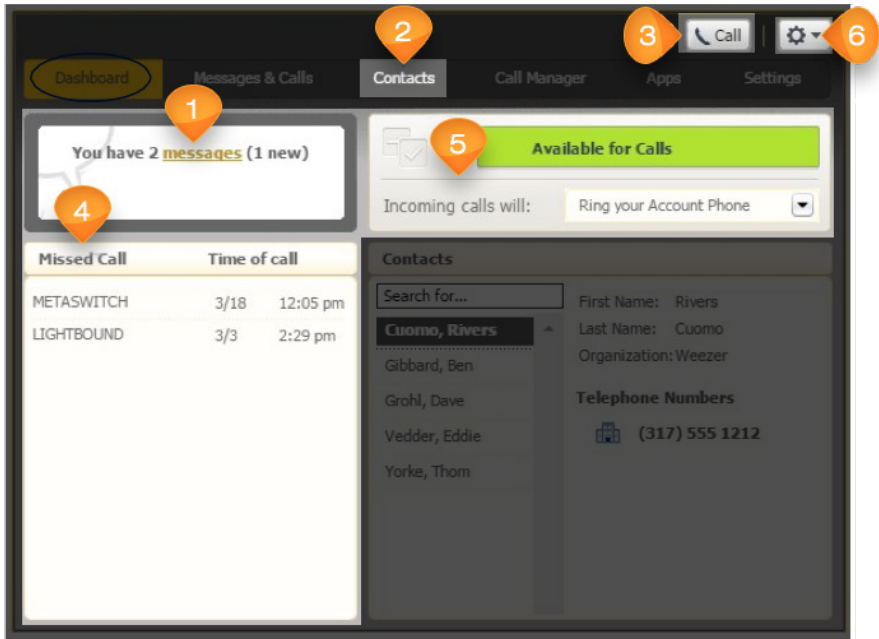 2
3
Call
6
Dashboard
Messages & Calls
Contacts
Call Manager
Apps
Settings
1
You have 2 messages (1 new)
5
Available for Calls
Incoming calls will:
Ring your Account Phone
4
Missed Call
Time of call
METASWITCH
3/18
12:05 pm
LIGHTBOUND
3/3
2:29 pm
Contacts
Search for...
Cuomo, Rivers
Gibbard, Ben
Grohl, Dave
Vedder, Eddie
Yorke, Thom
First Name: Rivers
Last Name: Cuomo
Organization: Weezer
Telephone Numbers
(317) 555 1212